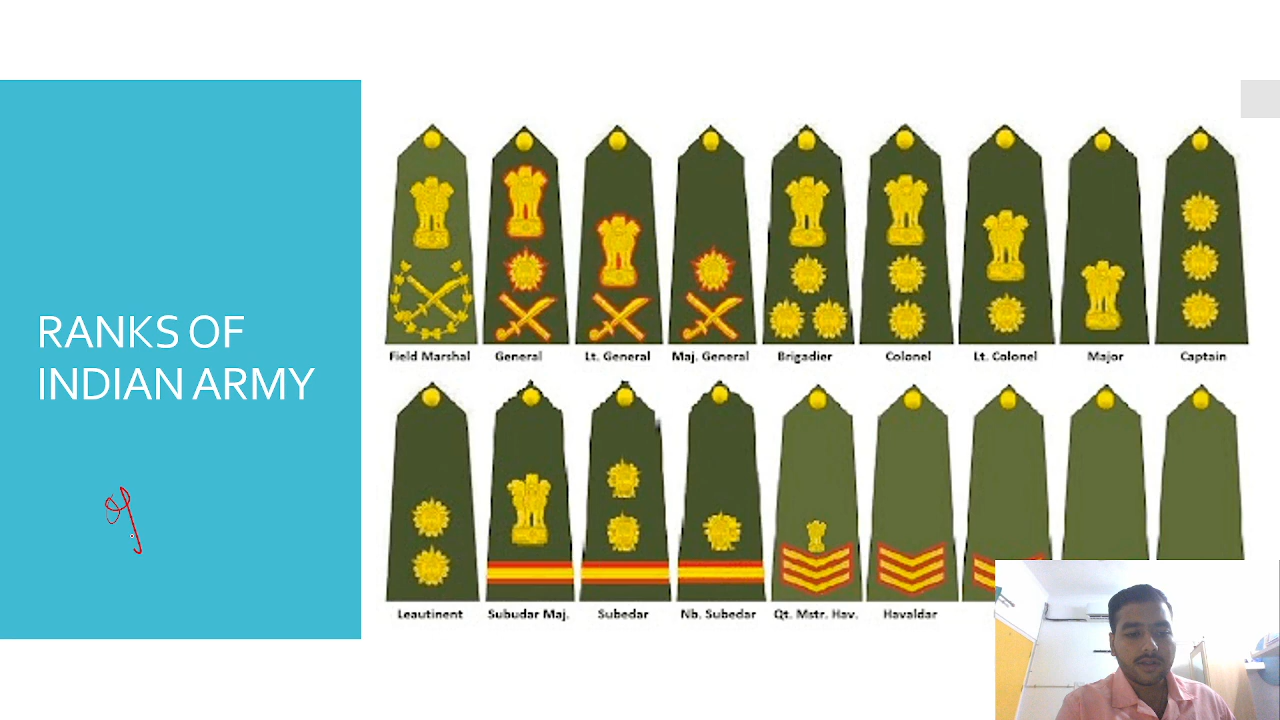 RANKS OF
INDIAN ARMY
Field Marshal
General
Lt. General
Maj. General
Brigadier
Colonel
Lt. Colonel
Major
Captain
Leautinent
Subudar Maj.
Subedar
Nb. Subedar
Qt. Mstr. Hav.
Havaldar